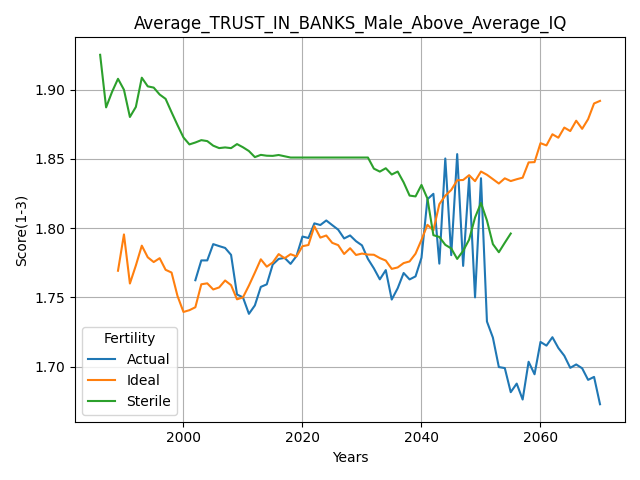 Average_TRUST_IN_BANKS_Male_Above_Average_IQ
Score(1-3)
1.90
1.85
1.80
1.75
1.70
Fertility
Actual
Ideal
Sterile
2000
2020
2040
2060
Years